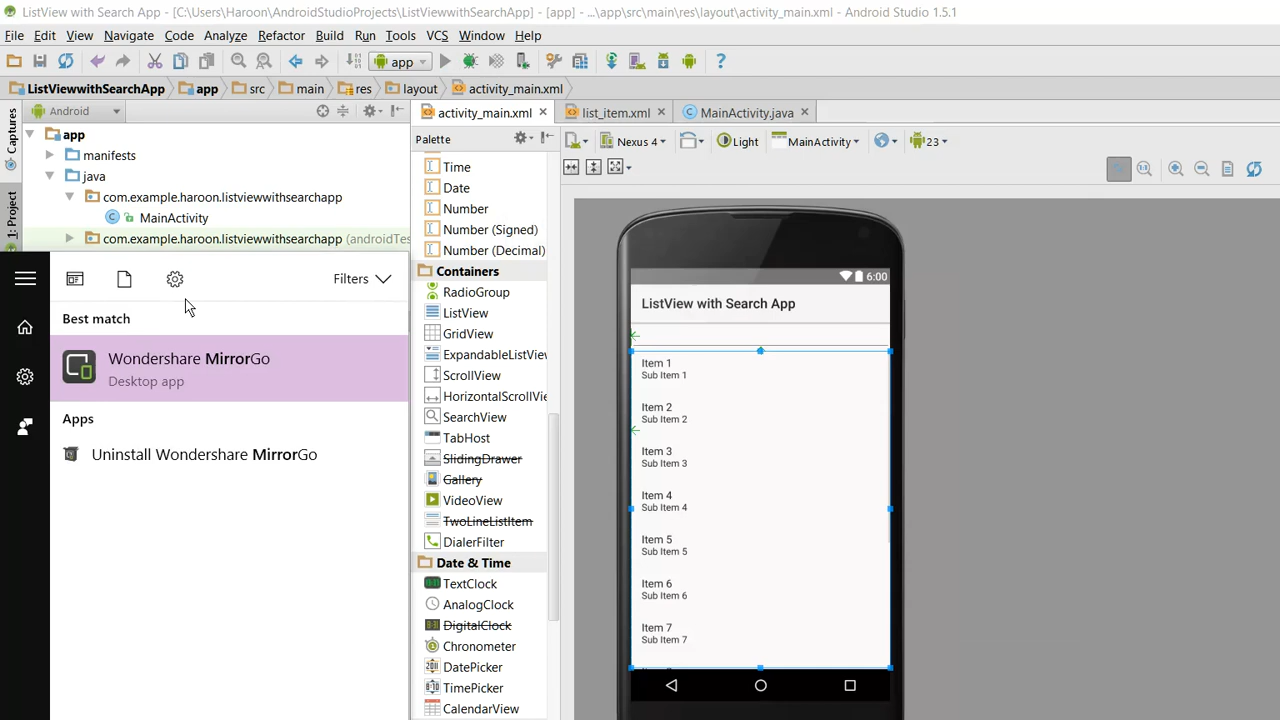 ListView with Search App - [C:\Users\Haroon\AndroidStudioProjects\ListViewwithSearchApp] - [app] - ...\app\src\main\res\layout\activity_main.xml - Android Studio 1.5.1
File Edit View Navigate Code Analyze Refactor Build Run Tools VCS Window Help
app
ListViewwithSearchApp app src main res layout activity_main.xml
Captures
1: Project
Android
app
manifests
java
com.example.haroon.listviewwithsearchapp
MainActivity
com.example.haroon.listviewwithsearchapp (androidTes
Filters
Best match
Wondershare MirrorGo
Desktop app
Apps
Uninstall Wondershare MirrorGo
activity_main.xml list_item.xml MainActivity.java
Palette
Time
Date
Number
Number (Signed)
Number (Decimal)
Containers
RadioGroup
ListView
GridView
ExpandableListVie
ScrollView
HorizontalScrollVi
SearchView
TabHost
SlidingDrawer
Gallery
VideoView
TwoLineListItem
DialerFilter
Date & Time
TextClock
AnalogClock
DigitalClock
Chronometer
DatePicker
TimePicker
CalendarView
Nexus 4 Light MainActivity 23
6:00
ListView with Search App
Item 1
Sub Item 1
Item 2
Sub Item 2
Item 3
Sub Item 3
Item 4
Sub Item 4
Item 5
Sub Item 5
Item 6
Sub Item 6
Item 7
Sub Item 7